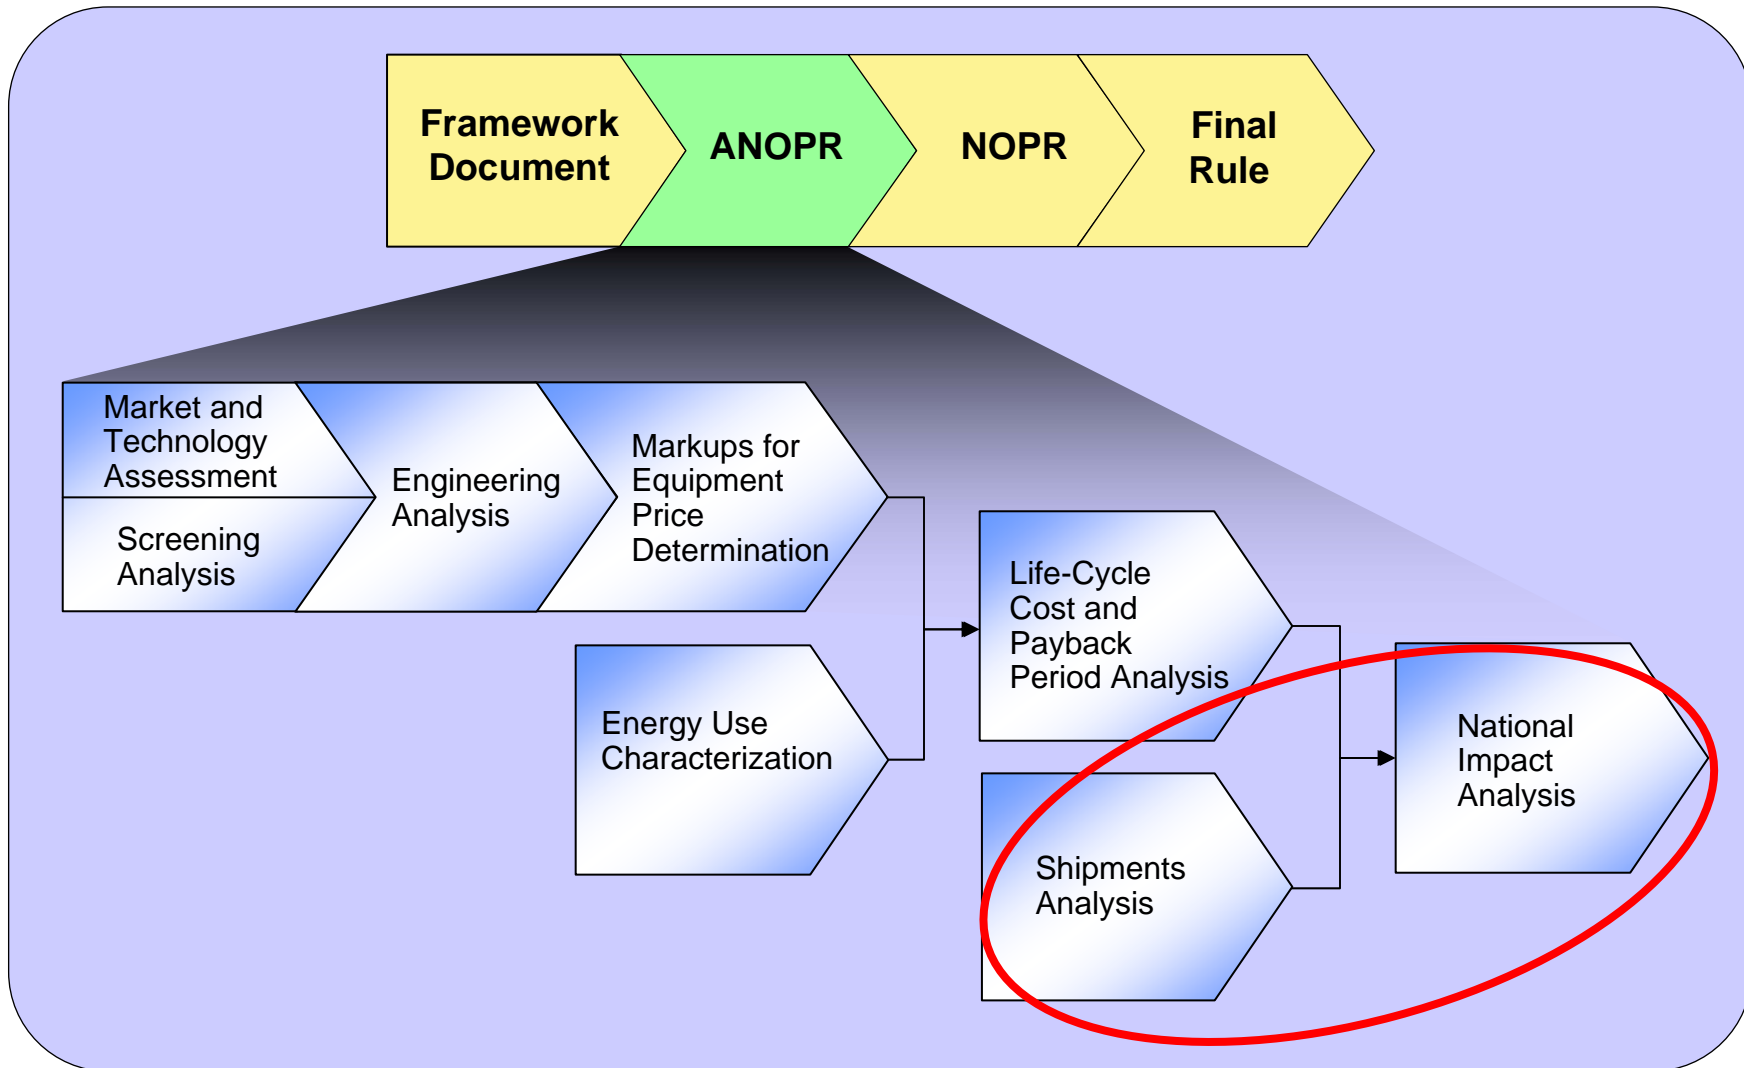 Framework
Document
ANOPR
NOPR
Final
Rule
Market and
Technology
Assessment
Screening
Analysis
Engineering
Analysis
Markups for
Equipment
Price
Determination
Energy Use
Characterization
Life-Cycle
Cost and
Payback
Period Analysis
Shipments
Analysis
National
Impact
Analysis